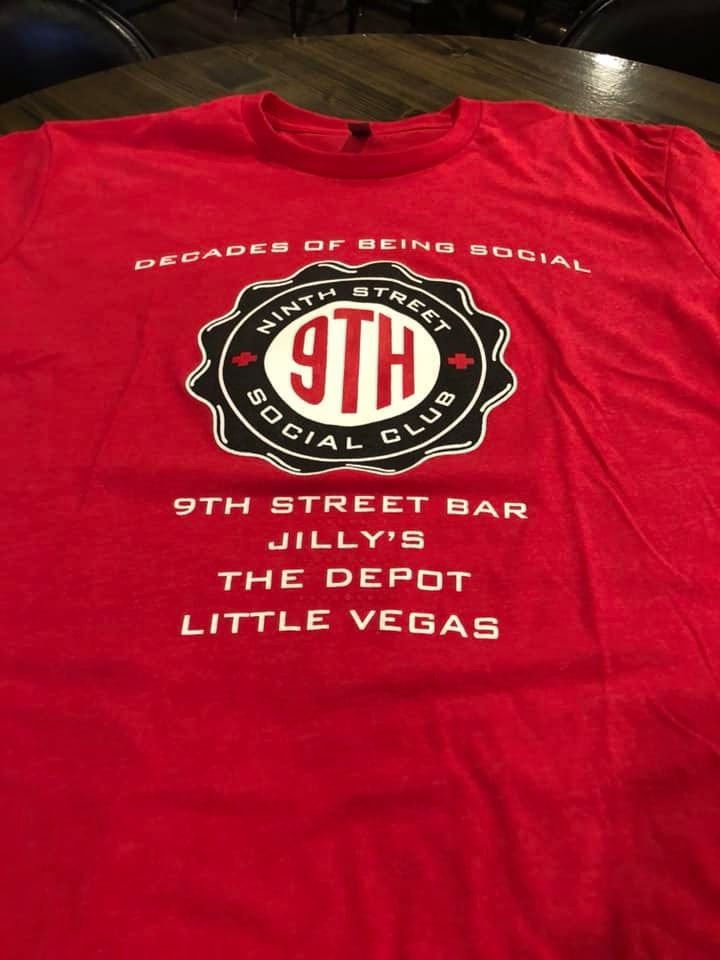 DECADES OF BEING SOCIAL
NINTH STREET
9TH
SOCIAL CLUB
9TH STREET BAR
JILLY'S
THE DEPOT
LITTLE VEGAS